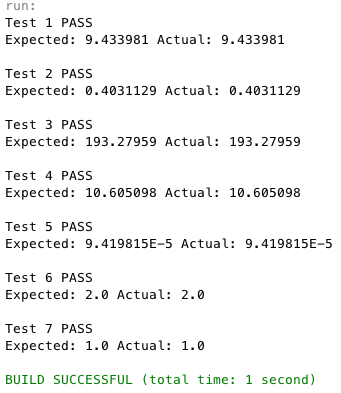 run:
Test 1 PASS
Expected: 9.433981 Actual: 9.433981
Test 2 PASS
Expected: 0.4031129 Actual: 0.4031129
Test 3 PASS
Expected: 193.27959 Actual: 193.27959
Test 4 PASS
Expected: 10.605098 Actual: 10.605098
Test 5 PASS
Expected: 9.419815E-5 Actual: 9.419815E-5
Test 6 PASS
Expected: 2.0 Actual: 2.0
Test 7 PASS
Expected: 1.0 Actual: 1.0
BUILD SUCCESSFUL (total time: 1 second)